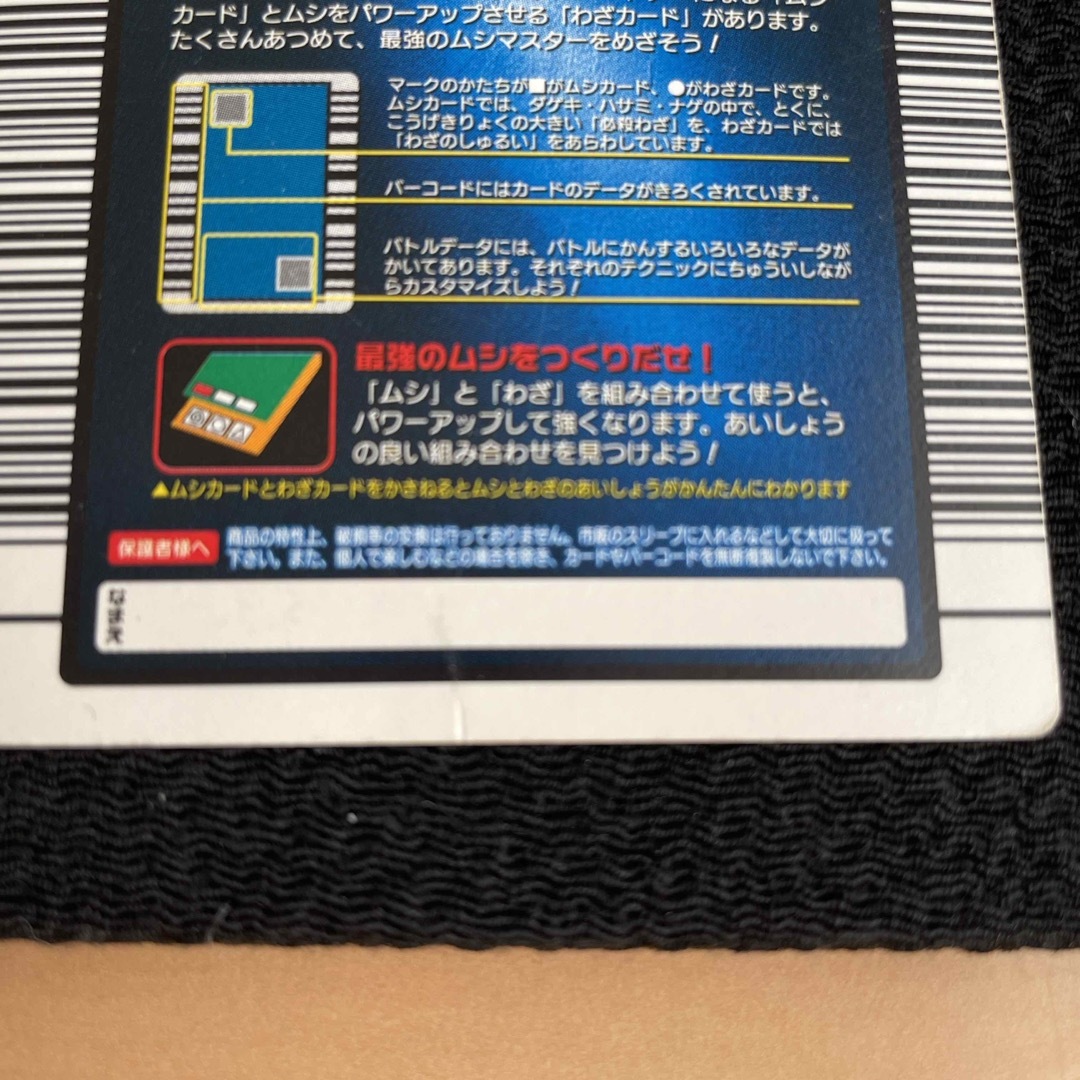 カード」とムシをパワーアップさせる「わざカード」があります。
たくさんあつめて、最強のムシマスターをめざそう!
マークのかたちが■がムシカード、●がわざカードです。
ムシカードでは、ダゲキ・ハサミ・ナゲの中で、とくに、
こうげきりょくの大きい「必殺わざ」を、わざカードでは
「わざのしゅるい」をあらわしています。
バーコードにはカードのデータがきろくされています。
バトルデータには、バトルにかんするいろいろなデータが
かいてあります。それぞれのテクニックにちゅういしなが
らカスタマイズしよう!
最強のムシをつくりだせ!
「ムシ」と「わざ」を組み合わせて使うと、
パワーアップして強くなります。あいしょう
の良い組み合わせを見つけよう!
▲ムシカードとわざカードをかさねるとムシとわざのあいしょうがかんたんにわかります
保護者様へ
商品の特性上、破損等の交換は行っておりません。市販のスリーブに入れるなどして大切に扱って
下さい。また、個人で楽しむなどの場合を除き、カードやバーコードを無断複製しないで下さい。
なまえ